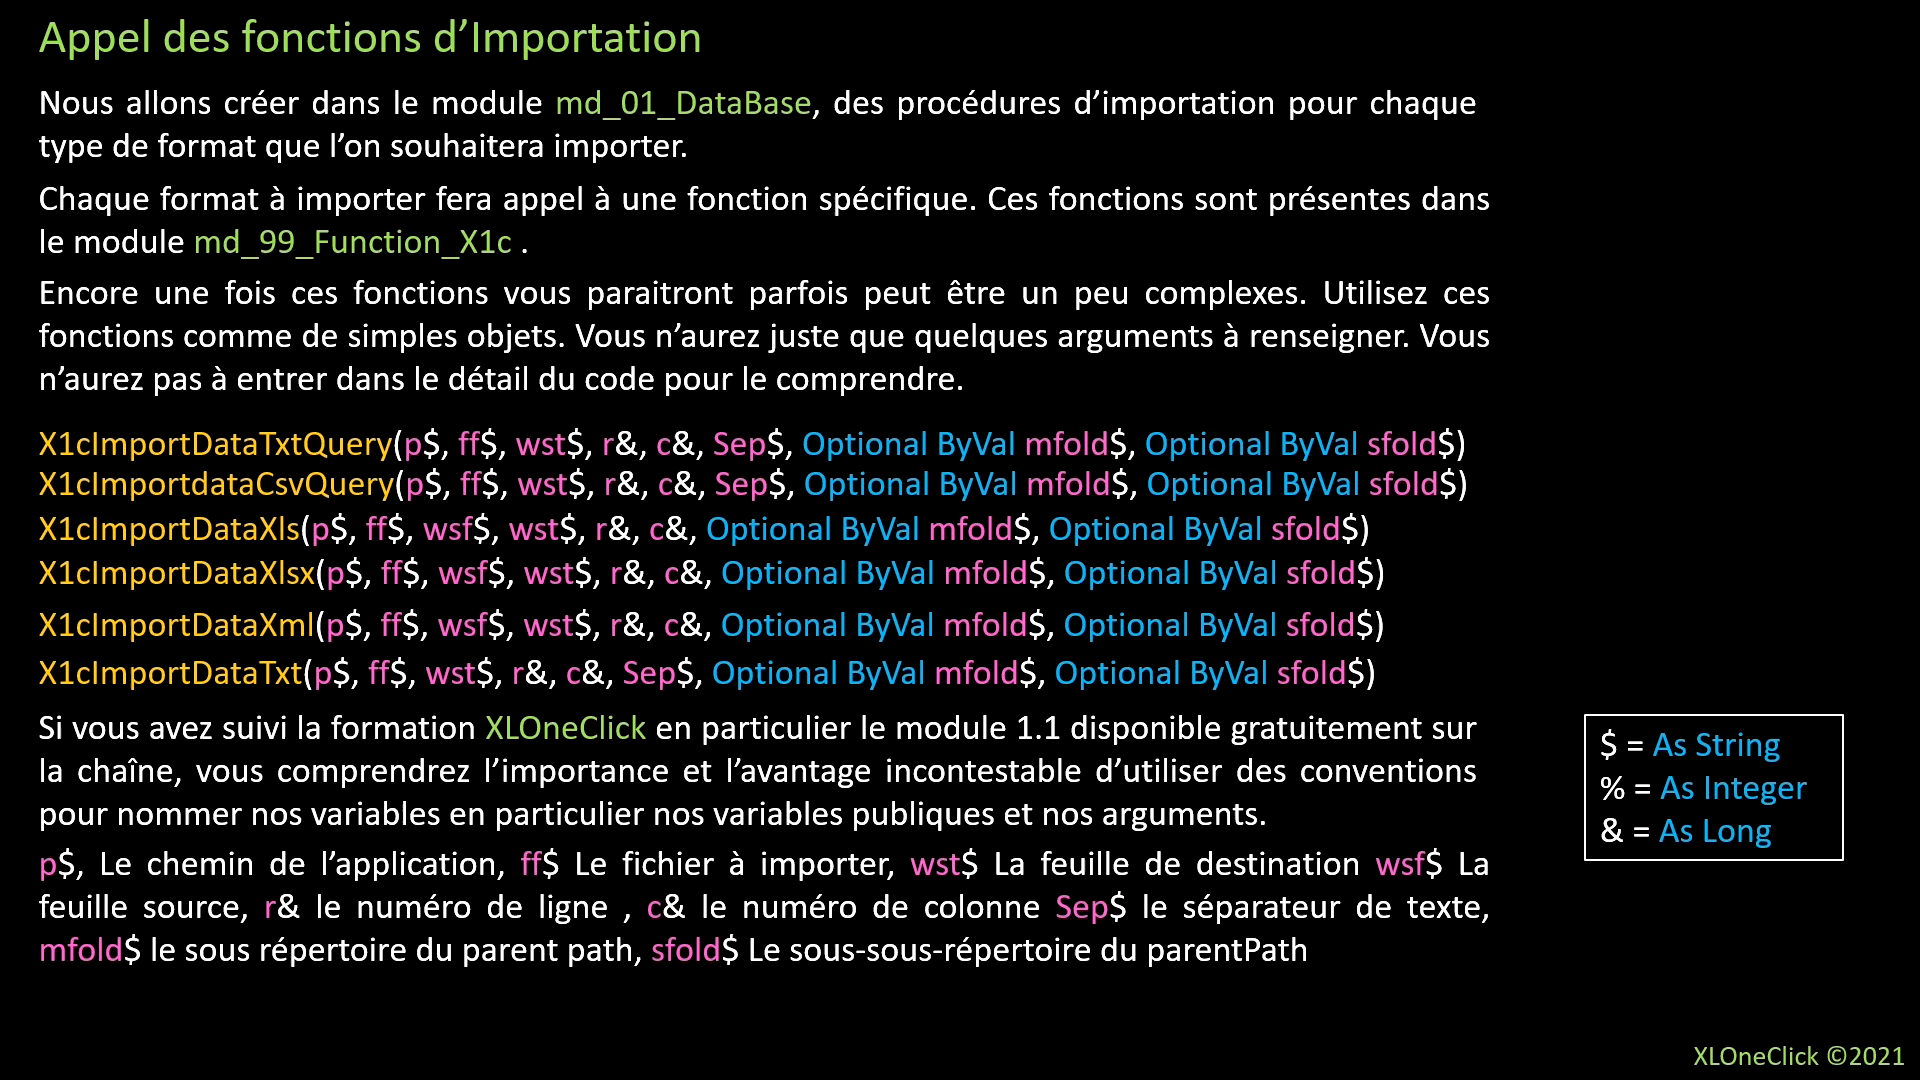 Appel des fonctions d’Importation
Nous allons créer dans le module md_01_DataBase, des procédures d’importation pour chaque
type de format que l’on souhaitera importer.
Chaque format à importer fera appel à une fonction spécifique. Ces fonctions sont présentes dans
le module md_99_Function_X1c .
Encore une fois ces fonctions vous paraitront parfois peut être un peu complexes. Utilisez ces
fonctions comme de simples objets. Vous n’aurez juste que quelques arguments à renseigner. Vous
n’aurez pas à entrer dans le détail du code pour le comprendre.
X1cImportDataTxtQuery(p$, ff$, wst$, r&, c&, Sep$, Optional ByVal mfold$, Optional ByVal sfold$)
X1cImportdataCsvQuery(p$, ff$, wst$, r&, c&, Sep$, Optional ByVal mfold$, Optional ByVal sfold$)
X1cImportDataXls(p$, ff$, wsf$, wst$, r&, c&, Optional ByVal mfold$, Optional ByVal sfold$)
X1cImportDataXlsx(p$, ff$, wsf$, wst$, r&, c&, Optional ByVal mfold$, Optional ByVal sfold$)
X1cImportDataXml(p$, ff$, wsf$, wst$, r&, c&, Optional ByVal mfold$, Optional ByVal sfold$)
X1cImportDataTxt(p$, ff$, wst$, r&, c&, Sep$, Optional ByVal mfold$, Optional ByVal sfold$)
Si vous avez suivi la formation XLOneClick en particulier le module 1.1 disponible gratuitement sur
la chaîne, vous comprendrez l’importance et l’avantage incontestable d’utiliser des conventions
pour nommer nos variables en particulier nos variables publiques et nos arguments.
p$, Le chemin de l’application, ff$ Le fichier à importer, wst$ La feuille de destination wsf$ La
feuille source, r& le numéro de ligne , c& le numéro de colonne Sep$ le séparateur de texte,
mfold$ le sous répertoire du parent path, sfold$ Le sous-sous-répertoire du parentPath
$ = As String
% = As Integer
& = As Long
XLOneClick ©2021